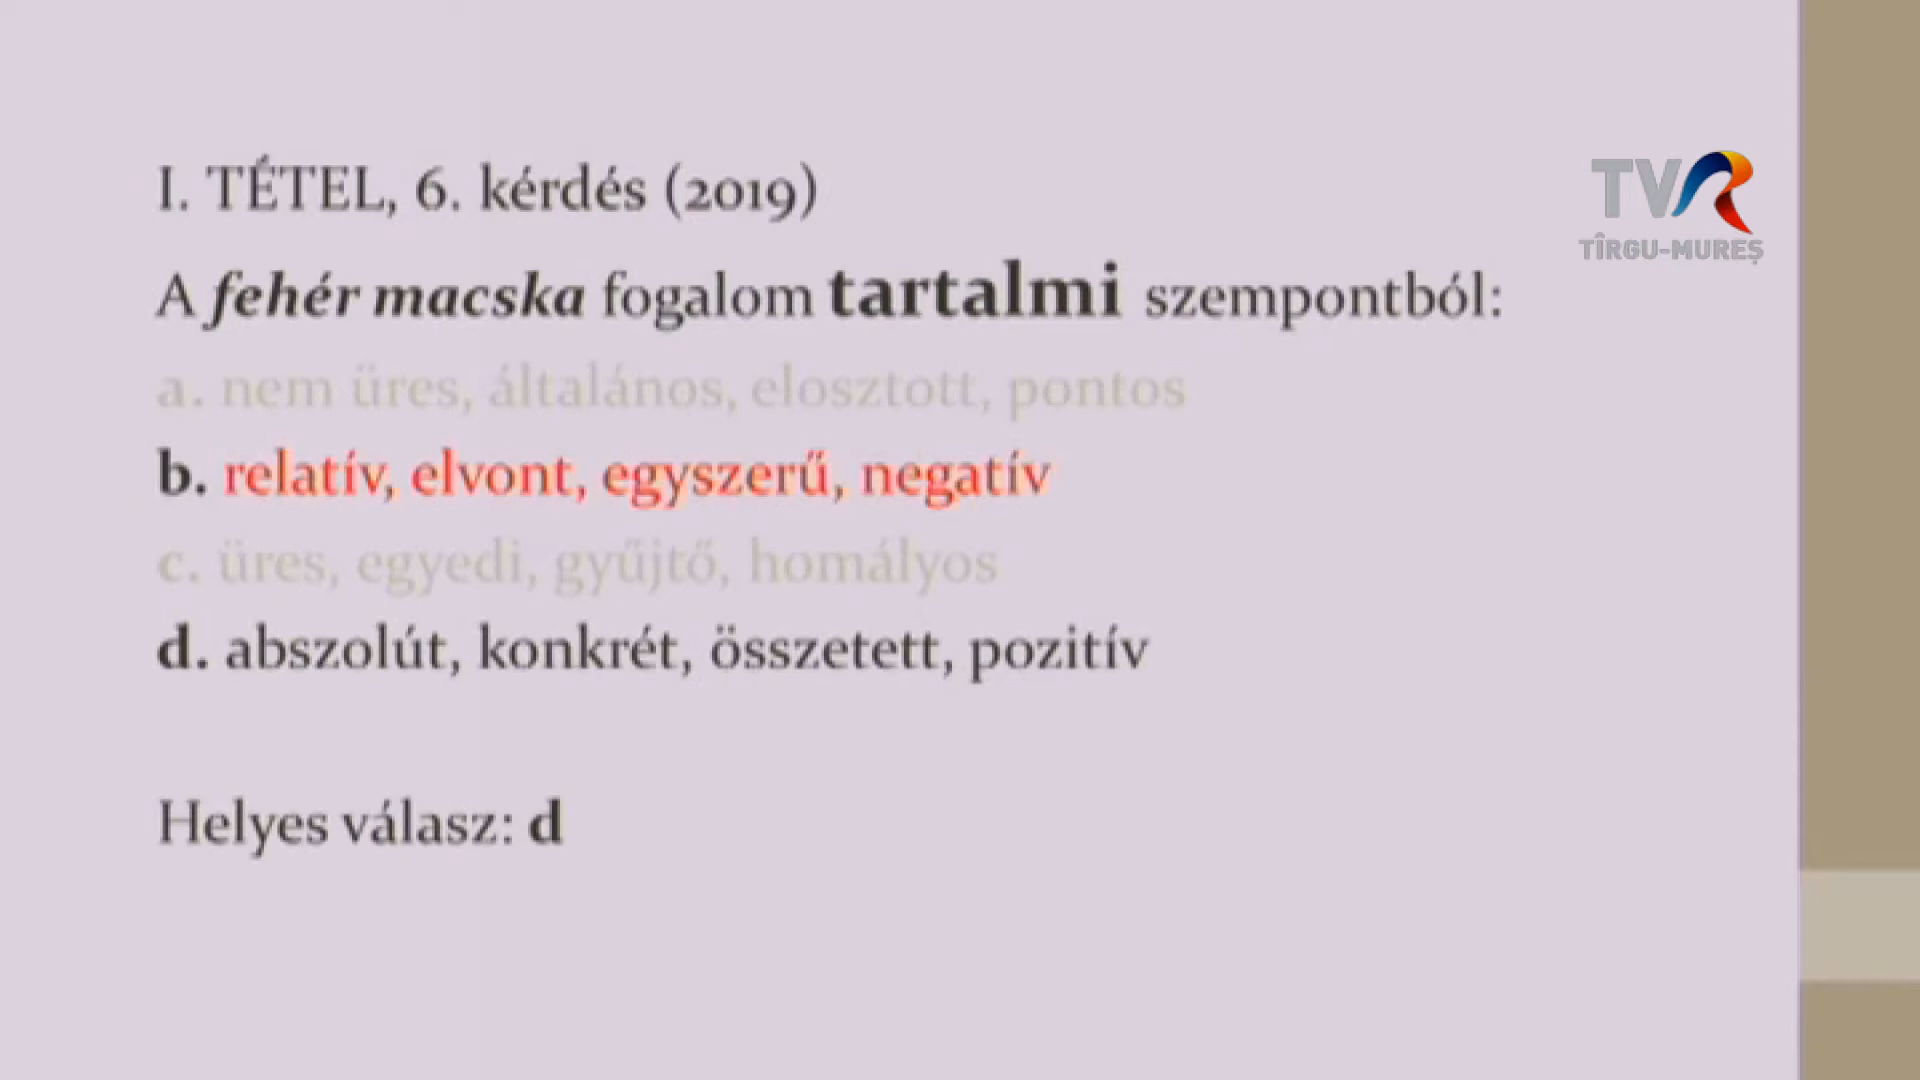 I. TÉTEL, 6. kérdés (2019)
TVR
TÎRGU-MUREȘ
A fehér macska fogalom tartalmi szempontból:
a. nem üres, általános, elosztott, pontos
b. relatív, elvont, egyszerű, negatív
c. üres, egyedi, gyűjtő, homályos
d. abszolút, konkrét, összetett, pozitív
Helyes válasz: d